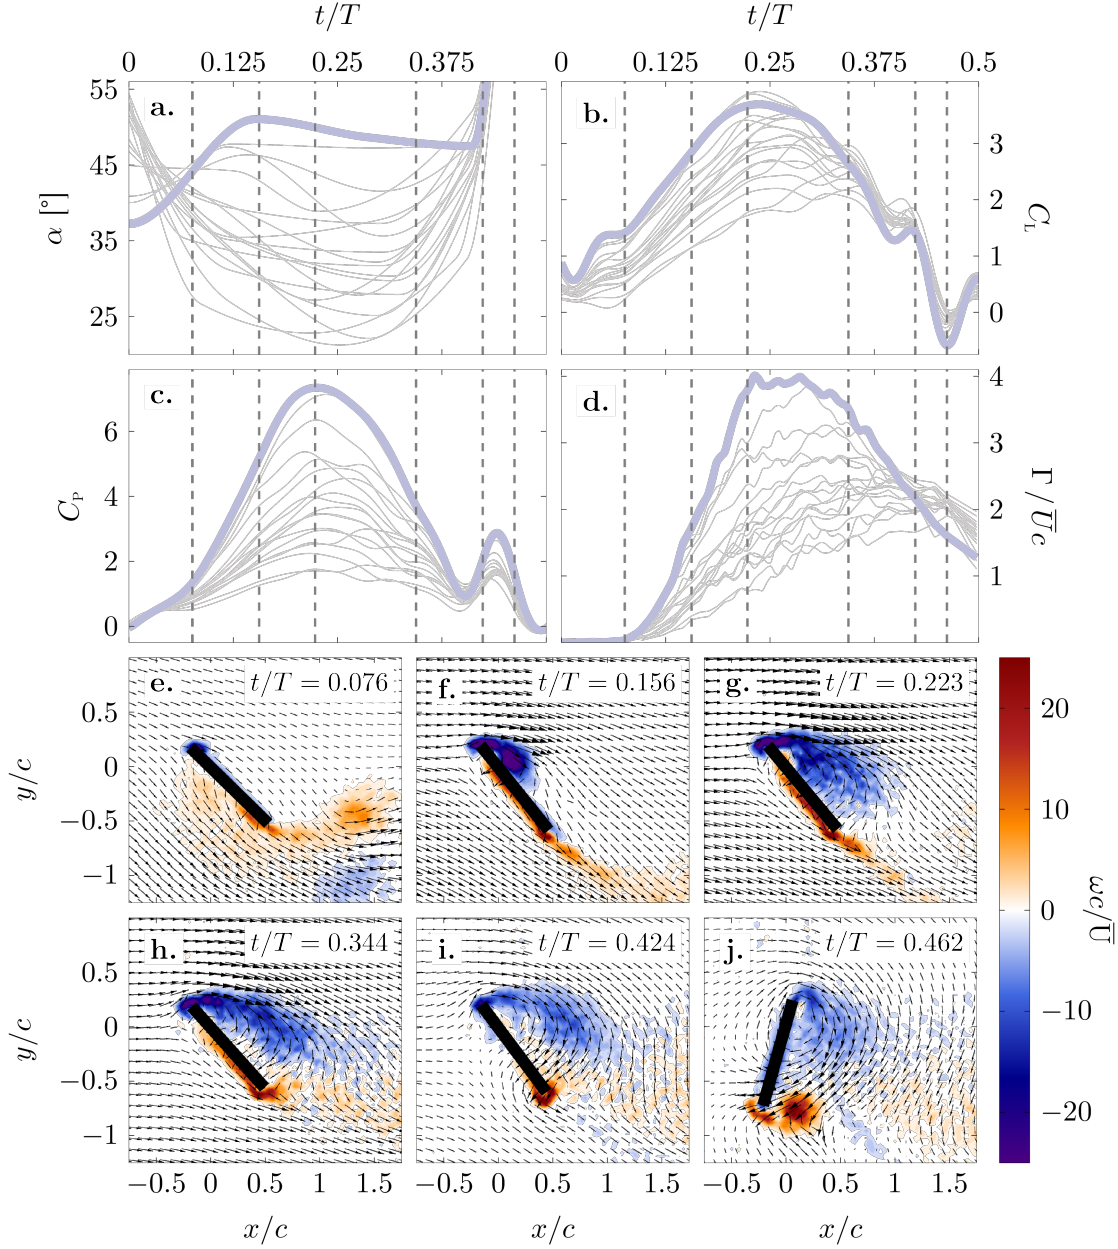 t/T t/T
0 0.125 0.25 0.375 0 0.125 0.25 0.375 0.5
a. b.
55
45
35
25
α [°]
3
2
1
0
C_L
c. d.
6
4
2
0
C_P
4
3
2
1
Γ / U̅c
e. t/T = 0.076 f. t/T = 0.156 g. t/T = 0.223
0.5
0
−0.5
−1
y/c
h. t/T = 0.344 i. t/T = 0.424 j. t/T = 0.462
0.5
0
−0.5
−1
y/c
−0.5 0 0.5 1 1.5 −0.5 0 0.5 1 1.5 −0.5 0 0.5 1 1.5
x/c x/c x/c
20
10
0
−10
−20
ωc/U̅